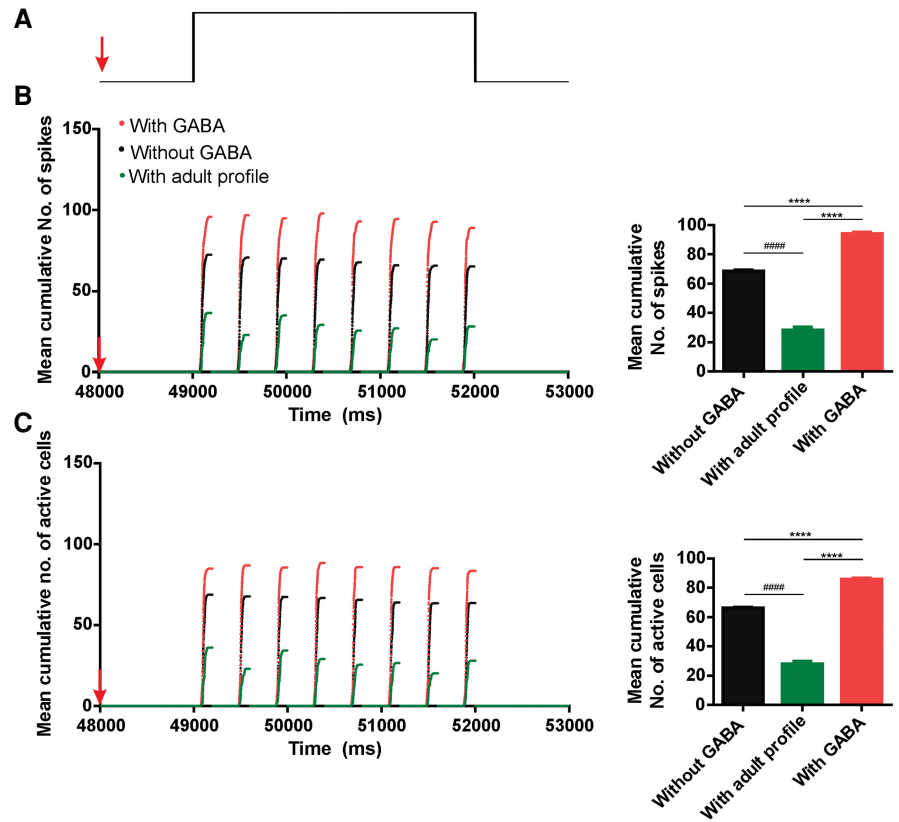 A
B
Mean cumulative No. of spikes
150
100
50
0
With GABA
Without GABA
With adult profile
48000
49000
50000
51000
52000
53000
Time (ms)
Mean cumulative
No. of spikes
100
80
60
40
20
0
****
****
####
Without GABA
With adult profile
With GABA
C
Mean cumulative no. of active cells
150
100
50
0
48000
49000
50000
51000
52000
53000
Time (ms)
Mean cumulative
No. of active cells
100
80
60
40
20
0
****
****
####
Without GABA
With adult profile
With GABA